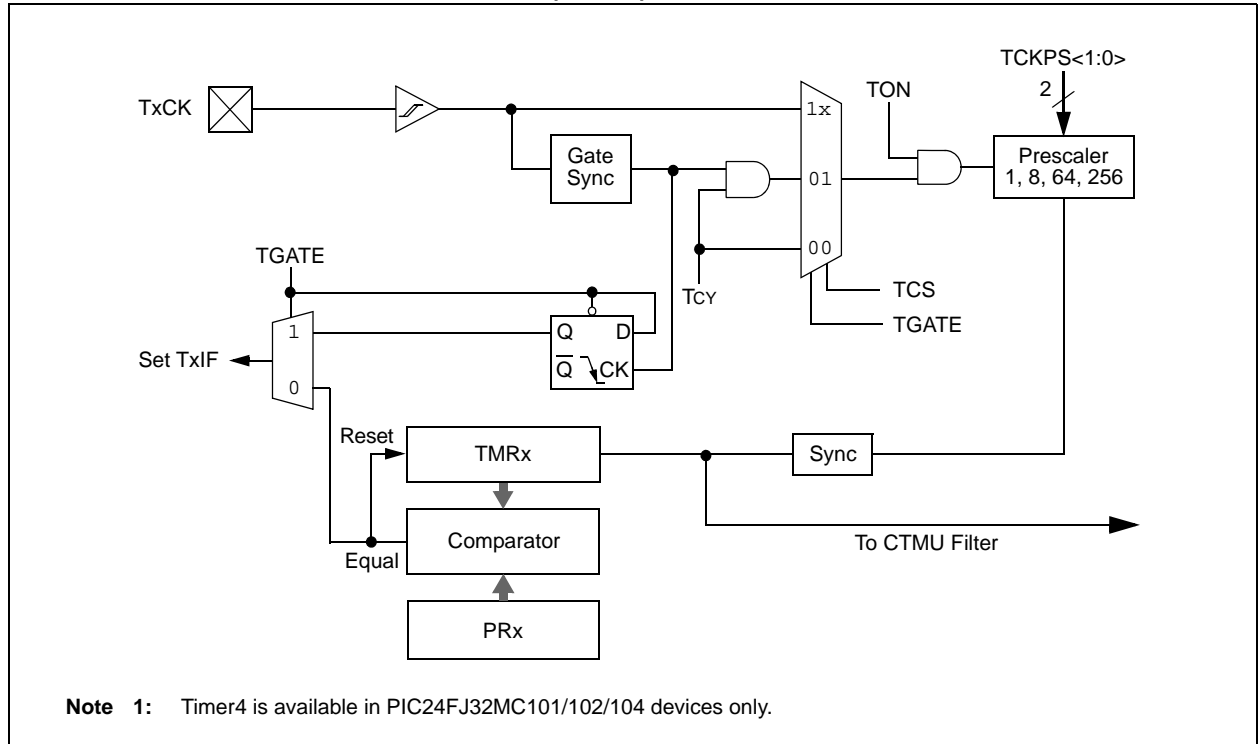 TCKPS<1:0>
2
TxCK
1x
TON
Gate
Sync
01
Prescaler
1, 8, 64, 256
00
TGATE
TCY
TCS
TGATE
1
Q
D
Set TxIF
Q
CK
0
Reset
TMRx
Sync
Equal
Comparator
To CTMU Filter
PRx
Note 1: Timer4 is available in PIC24FJ32MC101/102/104 devices only.